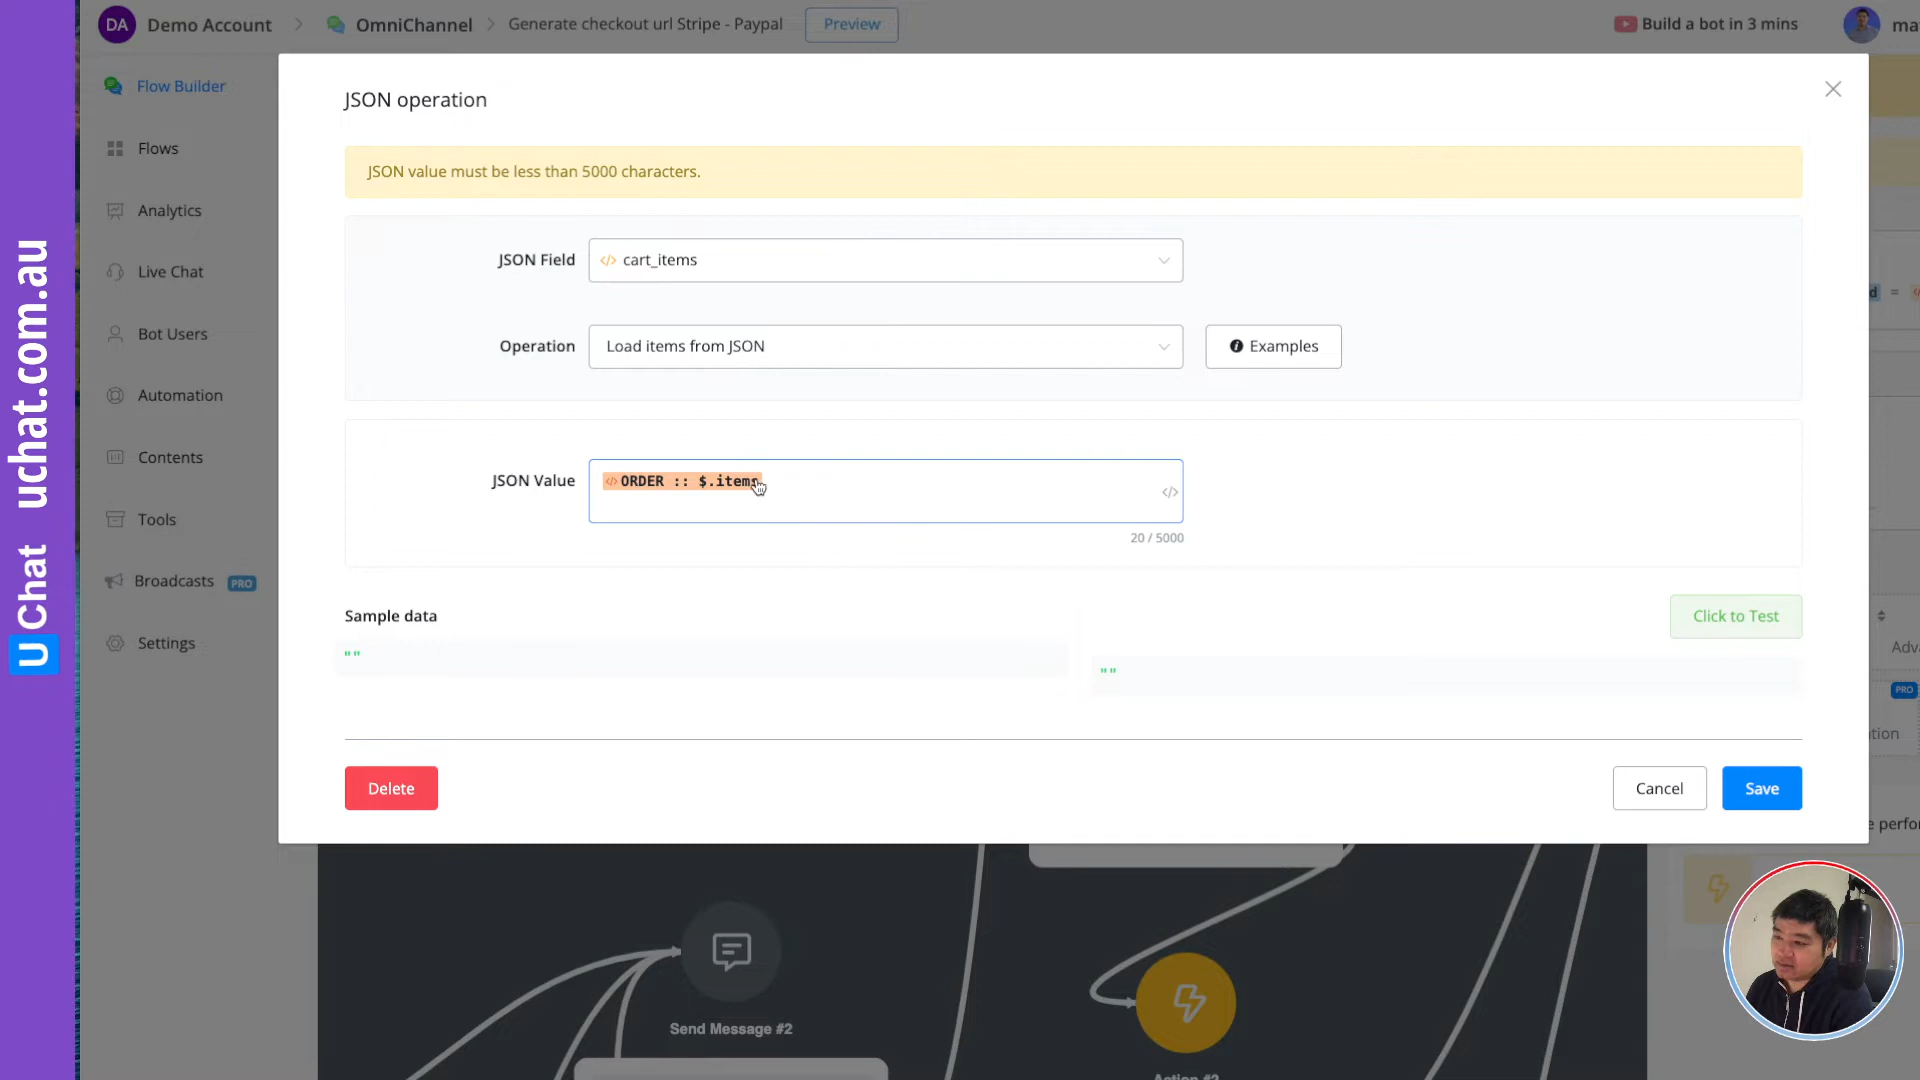 DA Demo Account > OmniChannel > Generate checkout url Stripe - Paypal Preview
Build a bot in 3 mins
Flow Builder
Flows
Analytics
Live Chat
Bot Users
Automation
Contents
Tools
Broadcasts PRO
Settings
U UChat uchat.com.au
JSON operation
JSON value must be less than 5000 characters.
JSON Field
</> cart_items
Operation
Load items from JSON
Examples
JSON Value
</> ORDER :: $.items
</>
20 / 5000
Sample data
Click to Test
""
""
Delete
Cancel
Save
PRO
Send Message #2